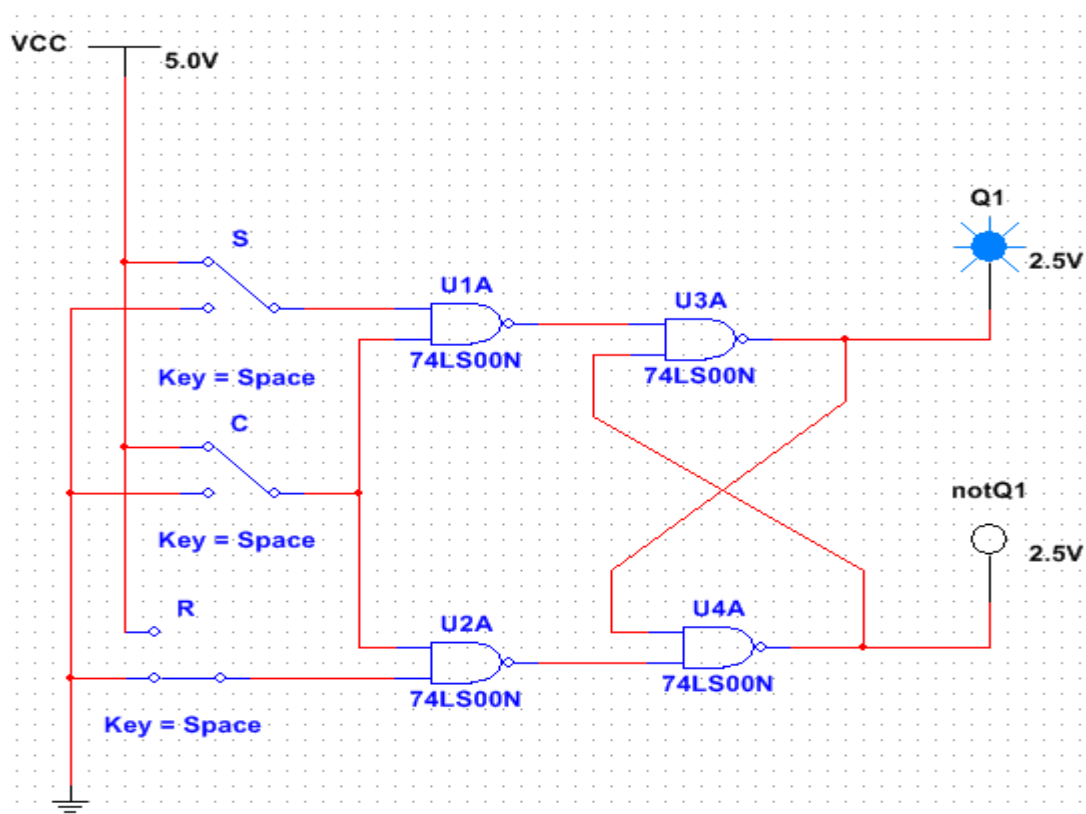 VCC
5.0V
Q1
2.5V
S
U1A
U3A
74LS00N
74LS00N
Key = Space
C
notQ1
2.5V
Key = Space
R
U2A
U4A
74LS00N
74LS00N
Key = Space